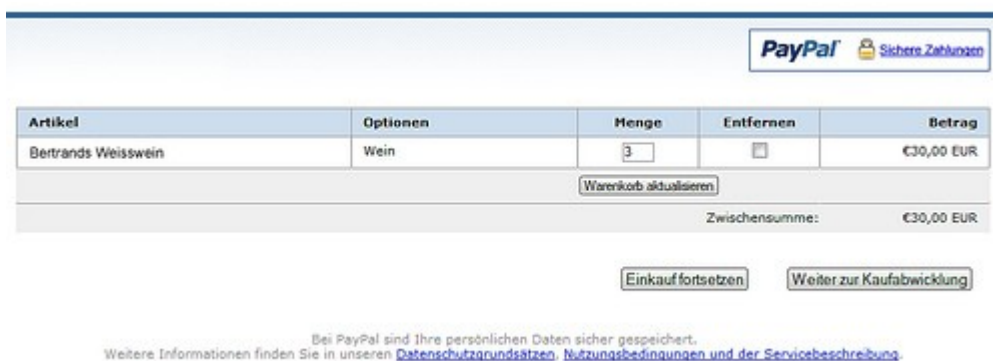 PayPal Sichere Zahlungen
Artikel Optionen Menge Entfernen Betrag
Bertrands Weisswein Wein 3 €30,00 EUR
Warenkorb aktualisieren
Zwischensumme: €30,00 EUR
Einkauf fortsetzen Weiter zur Kaufabwicklung
Bei PayPal sind Ihre persönlichen Daten sicher gespeichert.
Weitere Informationen finden Sie in unseren Datenschutzgrundsätzen, Nutzungsbedingungen und der Servicebeschreibung.